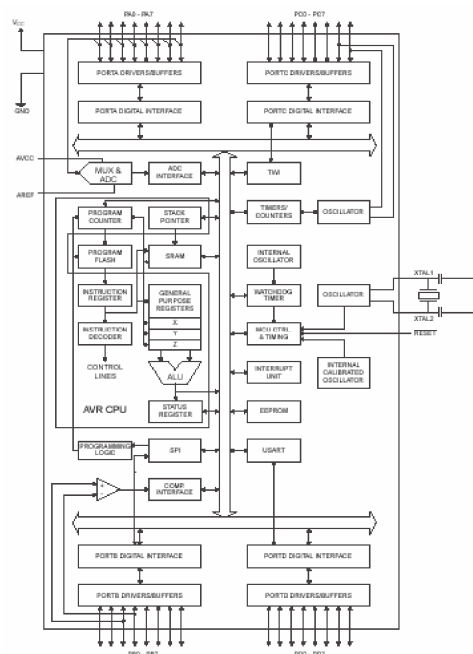 PA0 - PA7
PC0 - PC7
VCC
GND
PORTA DRIVERS/BUFFERS
PORTC DRIVERS/BUFFERS
PORTA DIGITAL INTERFACE
PORTC DIGITAL INTERFACE
AVCC
AREF
MUX &
ADC
ADC
INTERFACE
TWI
PROGRAM
COUNTER
STACK
POINTER
TIMERS/
COUNTERS
OSCILLATOR
PROGRAM
FLASH
SRAM
INTERNAL
OSCILLATOR
XTAL1
INSTRUCTION
REGISTER
GENERAL
PURPOSE
REGISTERS
WATCHDOG
TIMER
OSCILLATOR
XTAL2
X
Y
Z
INSTRUCTION
DECODER
MCU CTRL.
& TIMING
RESET
CONTROL
LINES
ALU
INTERRUPT
UNIT
INTERNAL
CALIBRATED
OSCILLATOR
AVR CPU
STATUS
REGISTER
EEPROM
PROGRAMMING
LOGIC
SPI
USART
+
-
COMP.
INTERFACE
PORTB DIGITAL INTERFACE
PORTD DIGITAL INTERFACE
PORTB DRIVERS/BUFFERS
PORTD DRIVERS/BUFFERS
PB0 - PB7
PD0 - PD7